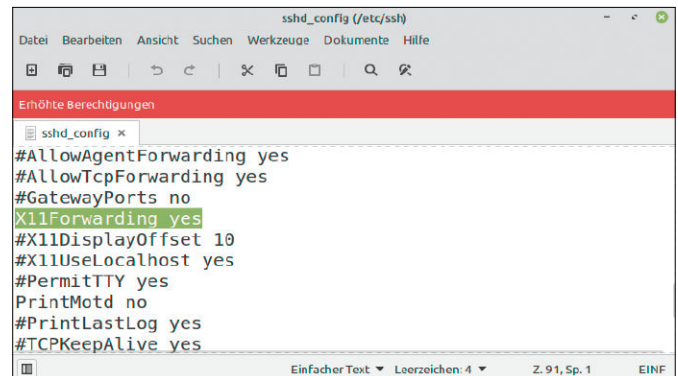 sshd_config (/etc/ssh)
Datei Bearbeiten Ansicht Suchen Werkzeuge Dokumente Hilfe
Erhöhte Berechtigungen
sshd_config ×
#AllowAgentForwarding yes
#AllowTcpForwarding yes
#GatewayPorts no
X11Forwarding yes
#X11DisplayOffset 10
#X11UseLocalhost yes
#PermitTTY yes
PrintMotd no
#PrintLastLog yes
#TCPKeepAlive yes
Einfacher Text ▼ Leerzeichen: 4 ▼ Z. 91, Sp. 1 EINF